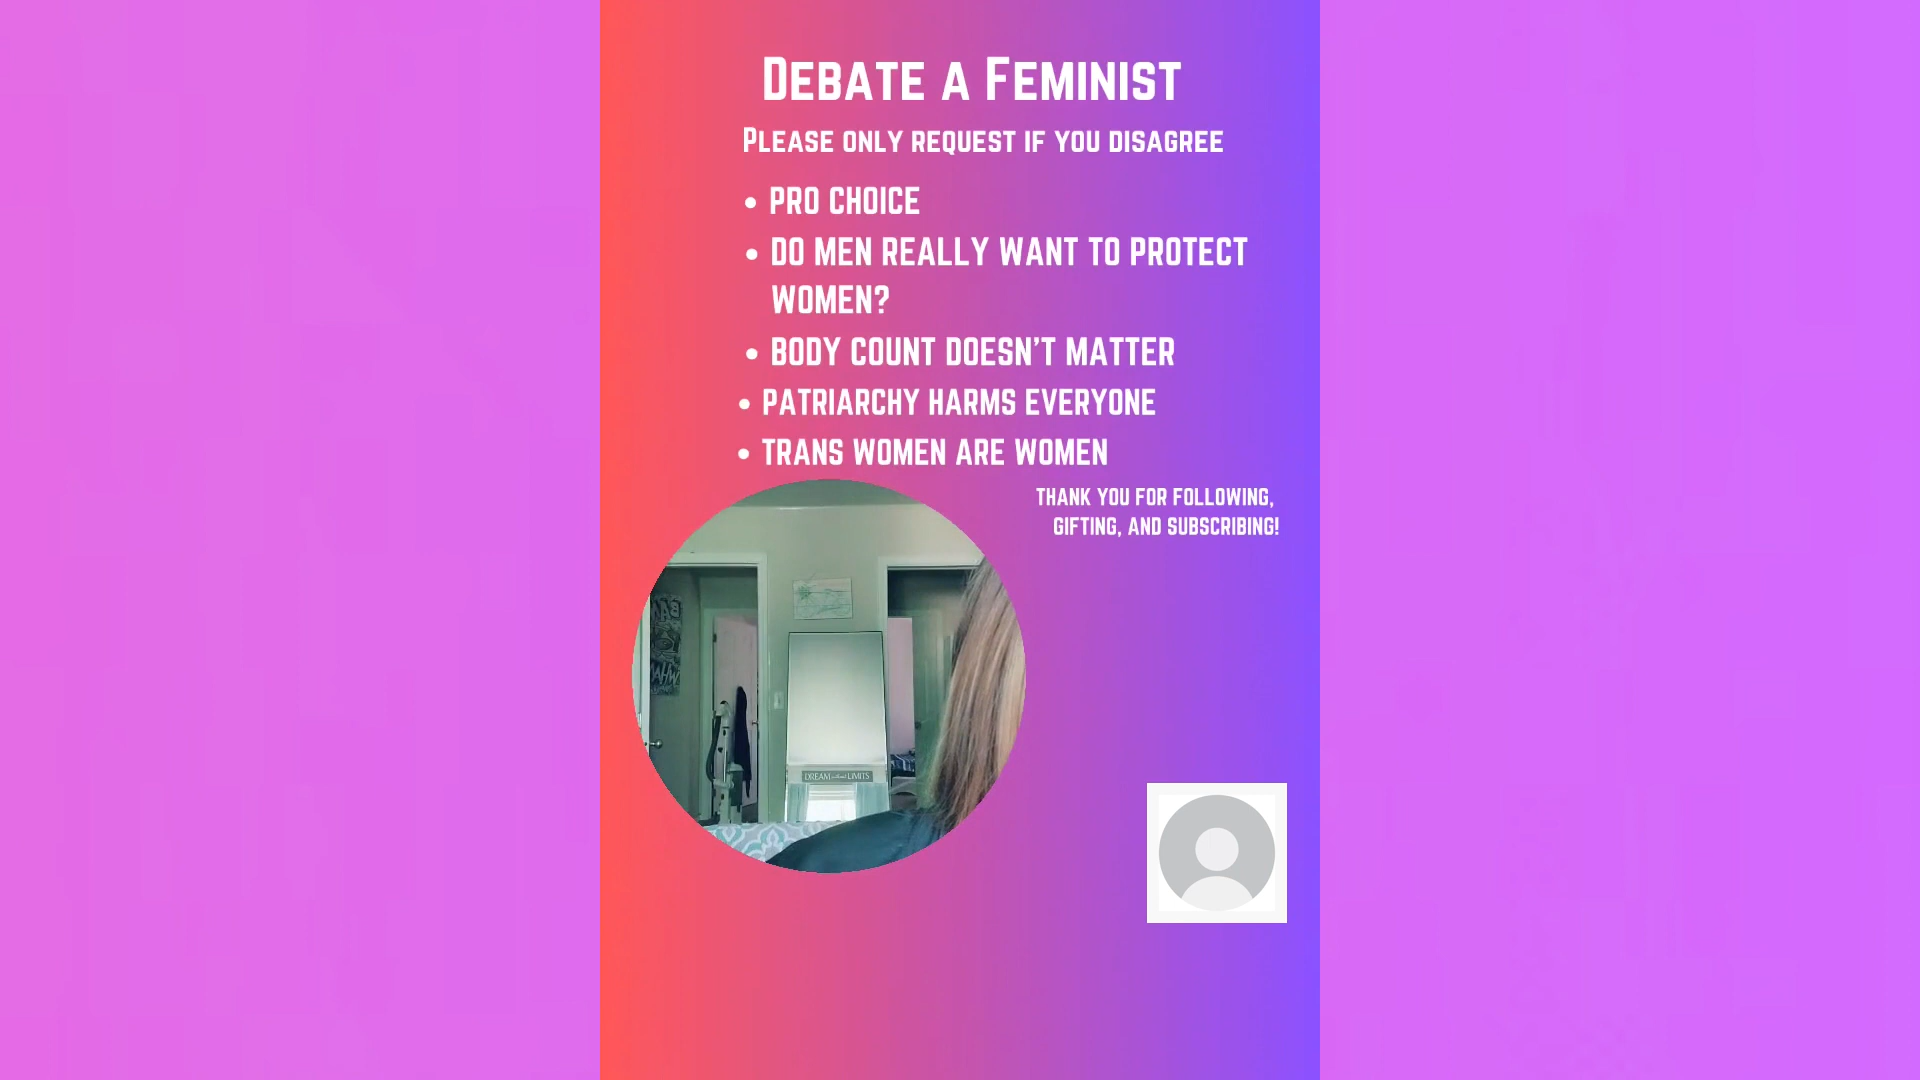 Debate a Feminist
Please only request if you disagree
• PRO CHOICE
• DO MEN REALLY WANT TO PROTECT
WOMEN?
• BODY COUNT DOESN'T MATTER
• PATRIARCHY HARMS EVERYONE
• TRANS WOMEN ARE WOMEN
THANK YOU FOR FOLLOWING,
GIFTING, AND SUBSCRIBING!
DREAM without LIMITS